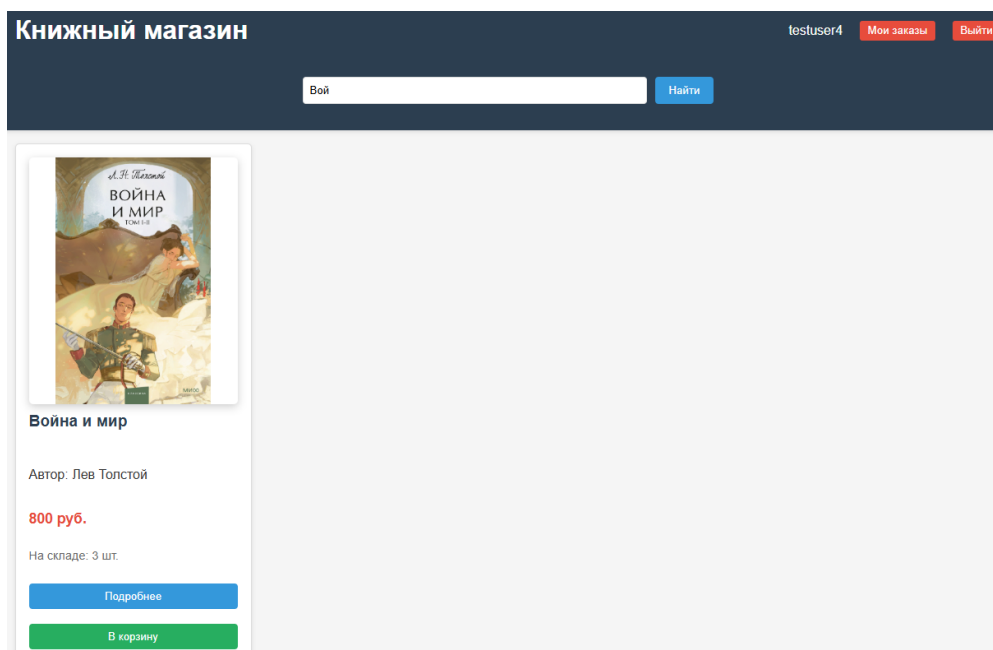 Книжный магазин
testuser4 Мои заказы Выйти
Вой Найти
Л.Н. Толстой
ВОЙНА
И МИР
ТОМ I-II
Война и мир
Автор: Лев Толстой
800 руб.
На складе: 3 шт.
Подробнее
В корзину